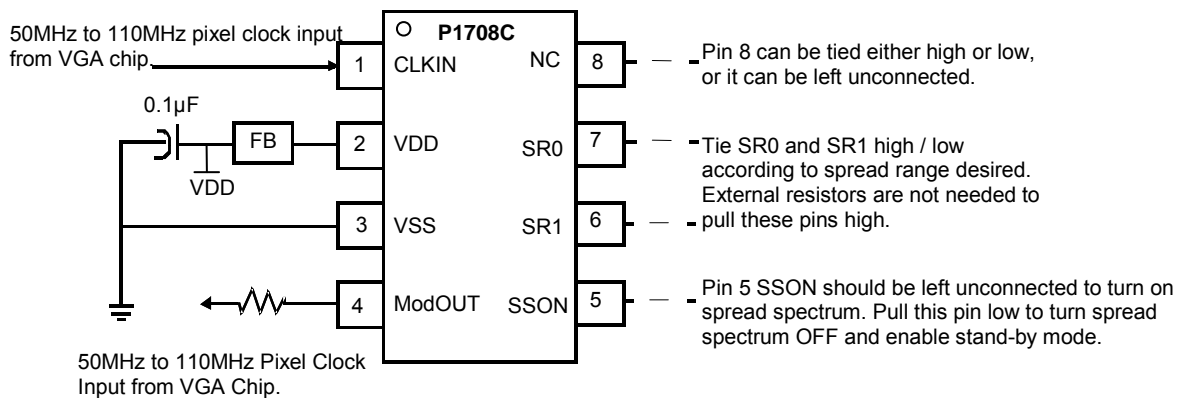 50MHz to 110MHz pixel clock input
from VGA chip.
0.1µF
FB
VDD
50MHz to 110MHz Pixel Clock
Input from VGA Chip.
P1708C
1 CLKIN
NC 8
2 VDD
SR0 7
3 VSS
SR1 6
4 ModOUT
SSON 5
Pin 8 can be tied either high or low,
or it can be left unconnected.
Tie SR0 and SR1 high / low
according to spread range desired.
External resistors are not needed to
pull these pins high.
Pin 5 SSON should be left unconnected to turn on
spread spectrum. Pull this pin low to turn spread
spectrum OFF and enable stand-by mode.